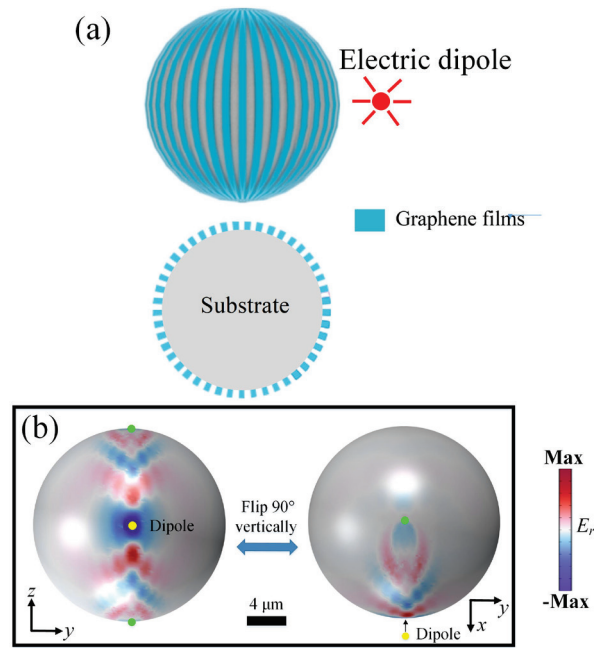 (a)
Electric dipole
Graphene films
Substrate
(b)
Dipole
z
y
Flip 90°
vertically
4 μm
y
x
Dipole
Max
E_r
-Max